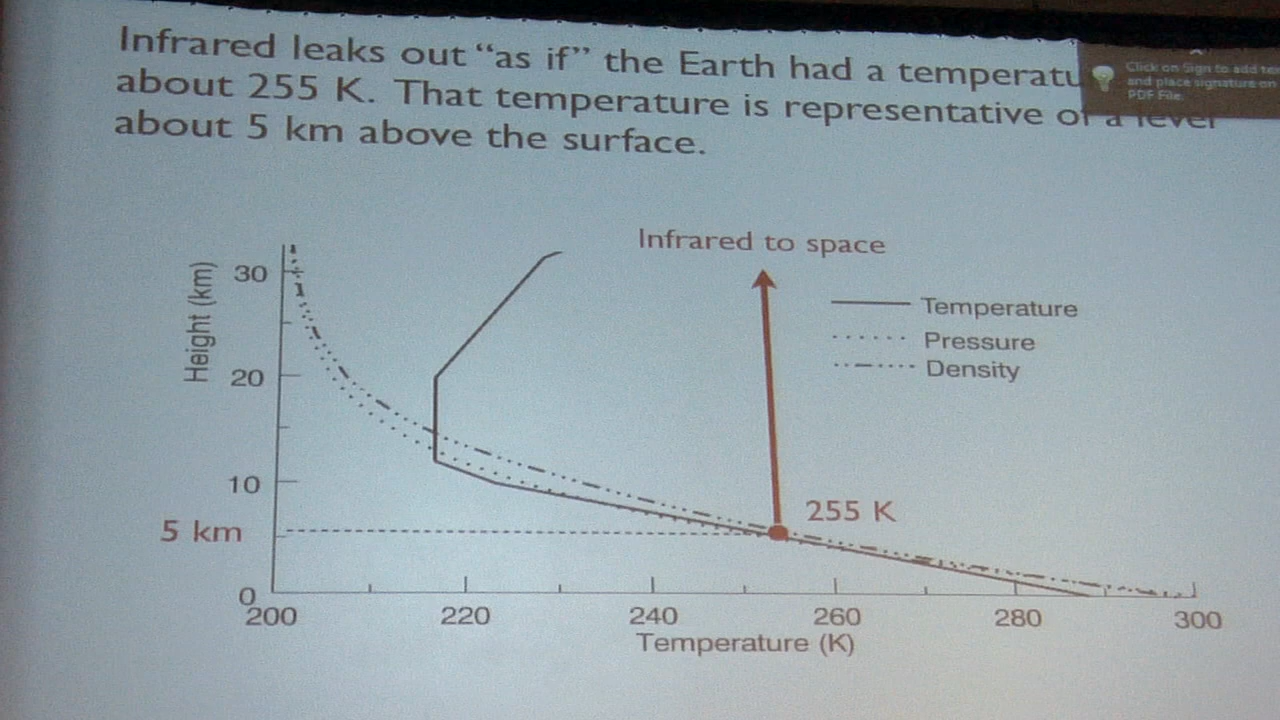 Infrared leaks out “as if” the Earth had a temperatu
about 255 K. That temperature is representative of a level
about 5 km above the surface.
Click on Sign to add tex
and place signature on
PDF File.
Infrared to space
Height (km)
30
20
10
5 km
0
Temperature
Pressure
Density
255 K
200 220 240 260 280 300
Temperature (K)